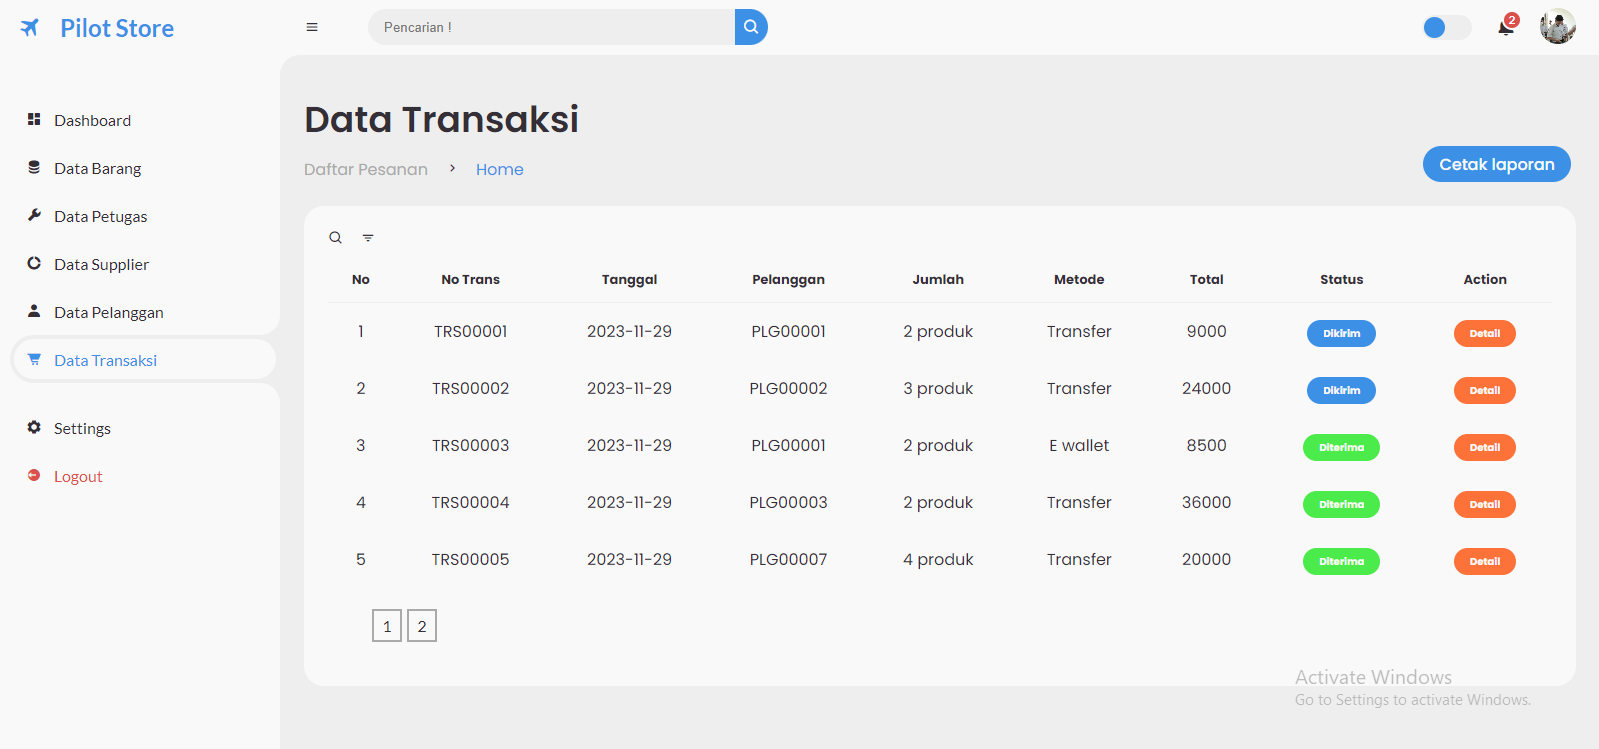 Pilot Store
Pencarian !
2
Dashboard
Data Barang
Data Petugas
Data Supplier
Data Pelanggan
Data Transaksi
Settings
Logout
Data Transaksi
Daftar Pesanan > Home
Cetak laporan
No No Trans Tanggal Pelanggan Jumlah Metode Total Status Action
1 TRS00001 2023-11-29 PLG00001 2 produk Transfer 9000 Dikirim Detail
2 TRS00002 2023-11-29 PLG00002 3 produk Transfer 24000 Dikirim Detail
3 TRS00003 2023-11-29 PLG00001 2 produk E wallet 8500 Diterima Detail
4 TRS00004 2023-11-29 PLG00003 2 produk Transfer 36000 Diterima Detail
5 TRS00005 2023-11-29 PLG00007 4 produk Transfer 20000 Diterima Detail
1 2
Activate Windows
Go to Settings to activate Windows.